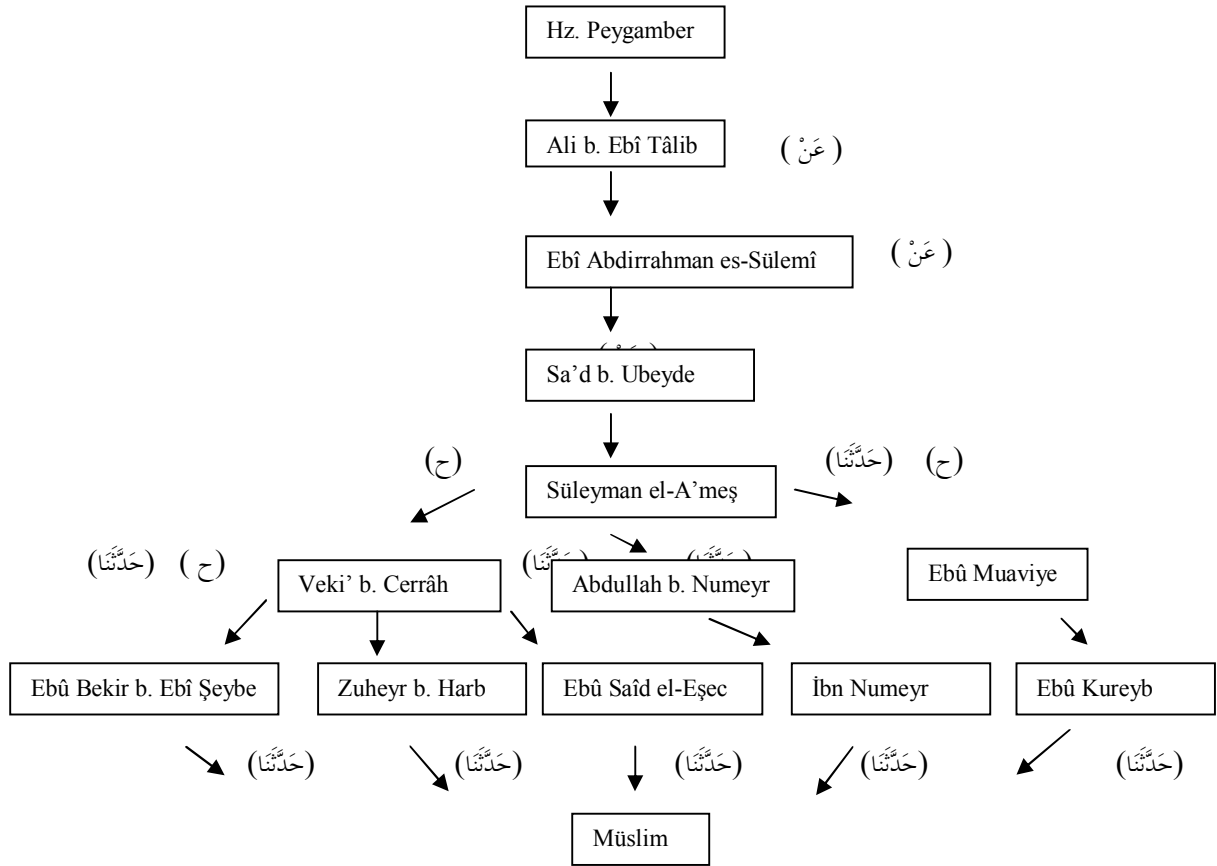 Hz. Peygamber
Ali b. Ebî Tâlib
( عَنْ )
Ebî Abdirrahman es-Sülemî
( عَنْ )
Sa’d b. Ubeyde
(ح)
Süleyman el-A’meş
(حَدَّثَنَا) (ح)
(حَدَّثَنَا) ( ح )
Veki’ b. Cerrâh
Abdullah b. Numeyr
Ebû Muaviye
Ebû Bekir b. Ebî Şeybe
Zuheyr b. Harb
Ebû Saîd el-Eşec
İbn Numeyr
Ebû Kureyb
(حَدَّثَنَا)
(حَدَّثَنَا)
(حَدَّثَنَا)
(حَدَّثَنَا)
(حَدَّثَنَا)
Müslim